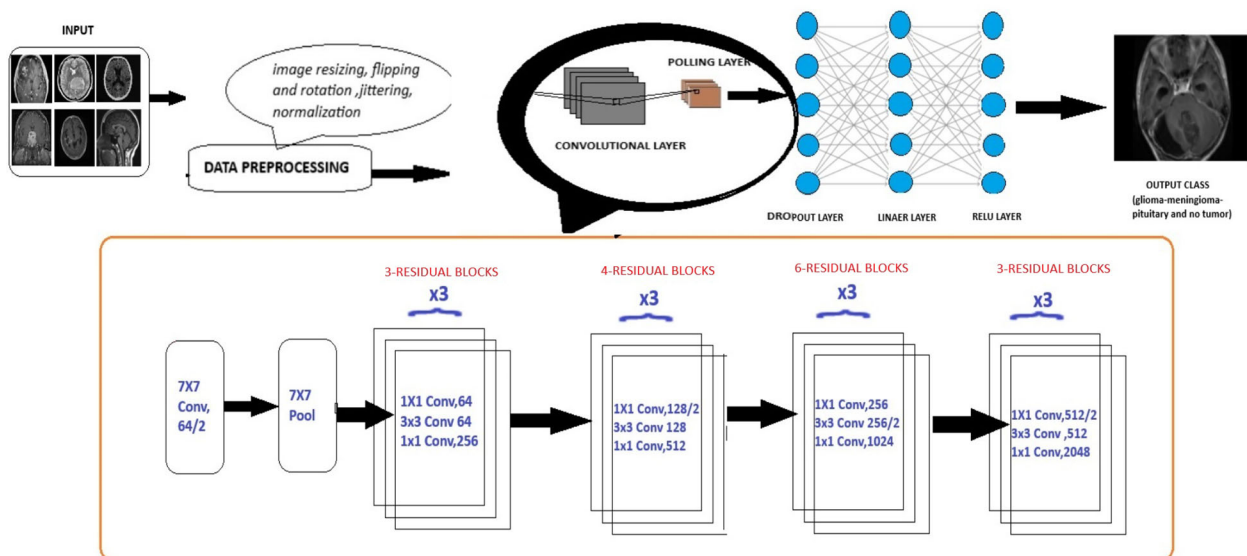 INPUT
image resizing, flipping
and rotation ,jittering,
normalization
DATA PREPROCESSING
POLLING LAYER
CONVOLUTIONAL LAYER
DROPOUT LAYER
LINAER LAYER
RELU LAYER
OUTPUT CLASS
(glioma-meningioma-
pituitary and no tumor)
3-RESIDUAL BLOCKS
x3
4-RESIDUAL BLOCKS
x3
6-RESIDUAL BLOCKS
x3
3-RESIDUAL BLOCKS
x3
7X7
Conv,
64/2
7X7
Pool
1X1 Conv,64
3x3 Conv 64
1x1 Conv,256
1X1 Conv,128/2
3x3 Conv 128
1x1 Conv,512
1X1 Conv,256
3x3 Conv 256/2
1x1 Conv,1024
1X1 Conv,512/2
3x3 Conv ,512
1x1 Conv,2048